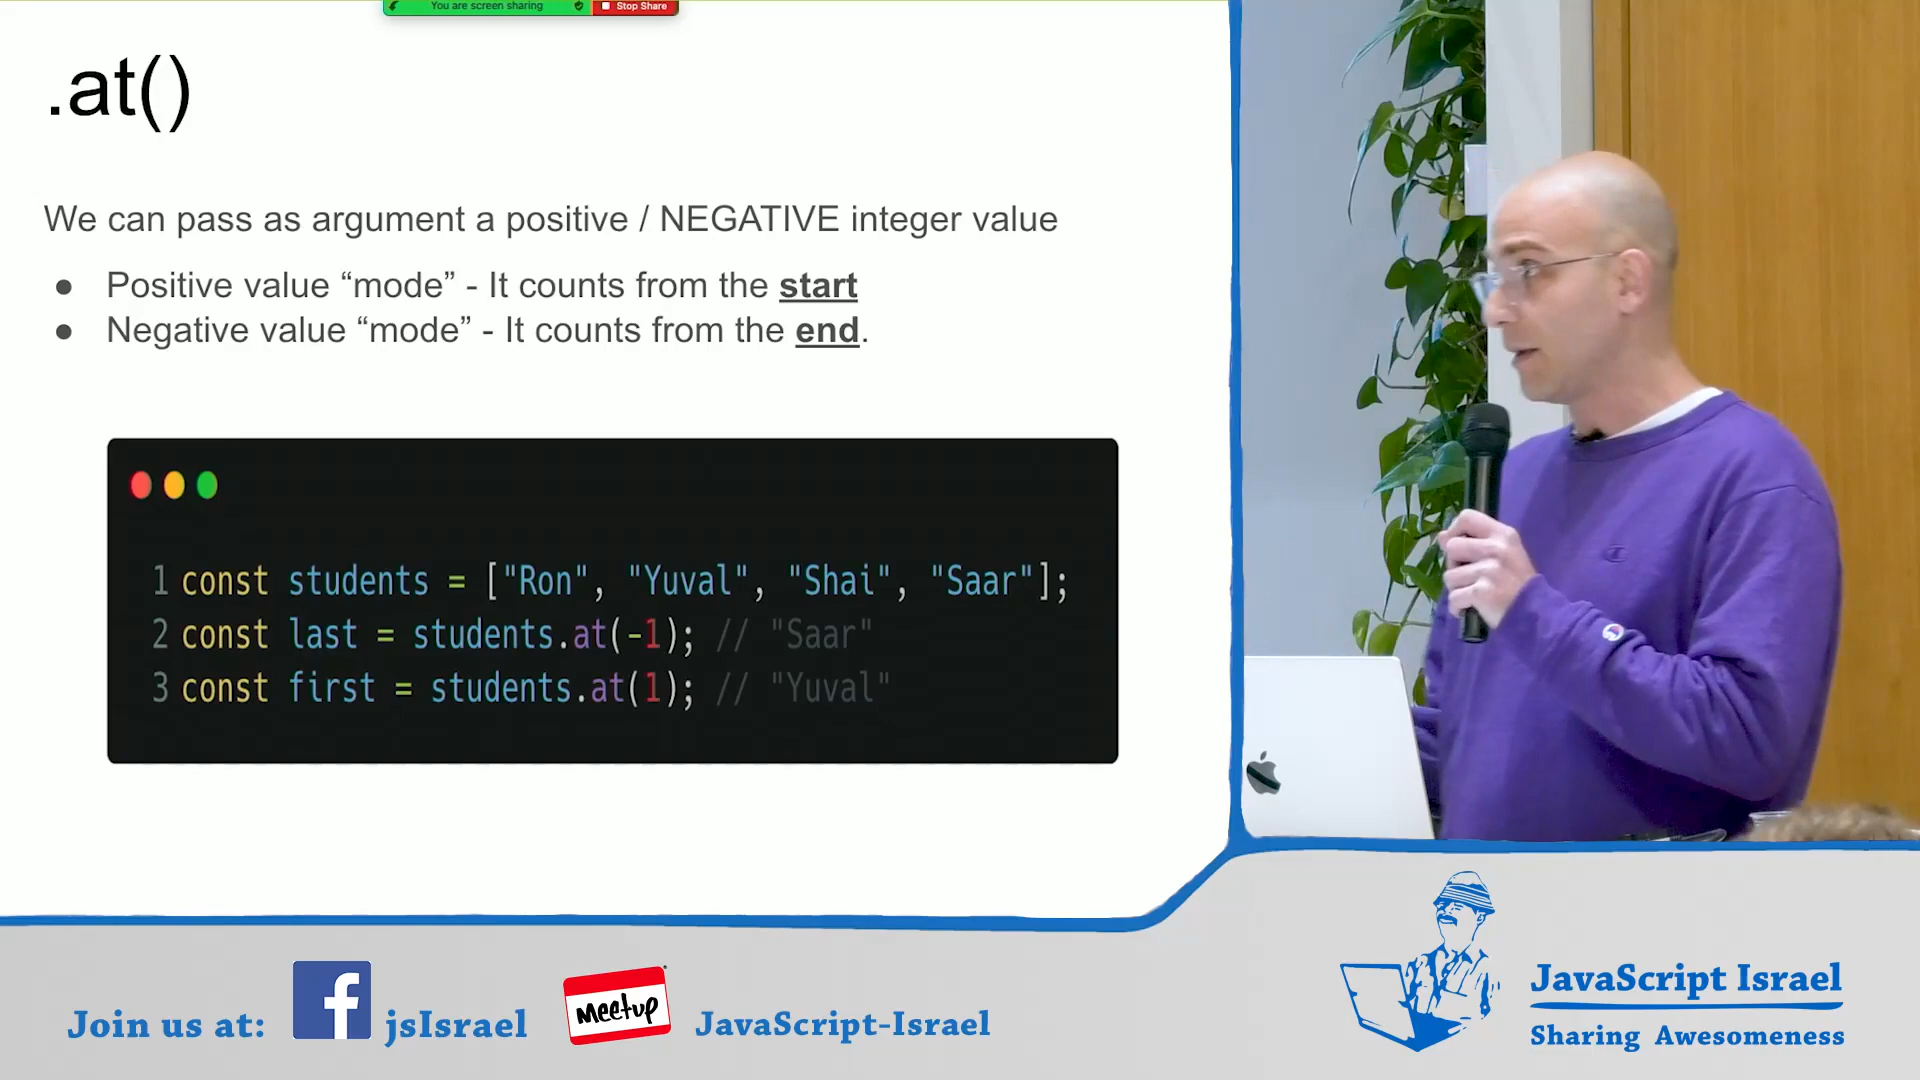 You are screen sharing
Stop Share
.at()
We can pass as argument a positive / NEGATIVE integer value
● Positive value “mode” - It counts from the start
● Negative value “mode” - It counts from the end.
1 const students = ["Ron", "Yuval", "Shai", "Saar"];
2 const last = students.at(-1); // "Saar"
3 const first = students.at(1); // "Yuval"
Join us at:
f
jsIsrael
meetup
JavaScript-Israel
JavaScript Israel
Sharing Awesomeness